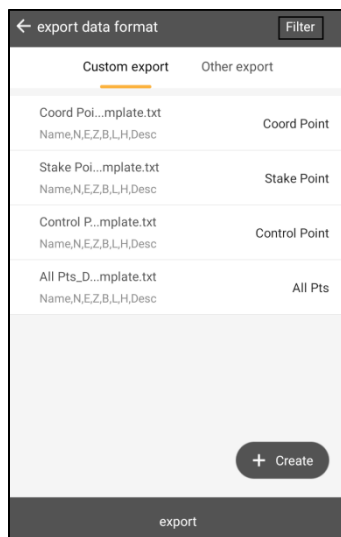 export data format Filter
Custom export Other export
Coord Poi...mplate.txt
Coord Point
Name,N,E,Z,B,L,H,Desc
Stake Poi...mplate.txt
Stake Point
Name,N,E,Z,B,L,H,Desc
Control P...mplate.txt
Control Point
Name,N,E,Z,B,L,H,Desc
All Pts_D...mplate.txt
All Pts
Name,N,E,Z,B,L,H,Desc
+ Create
export